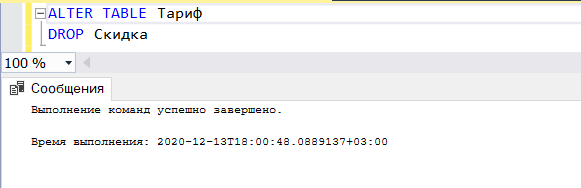 ALTER TABLE Тариф
DROP Скидка
100 %
Сообщения
Выполнение команд успешно завершено.
Время выполнения: 2020-12-13T18:00:48.0889137+03:00